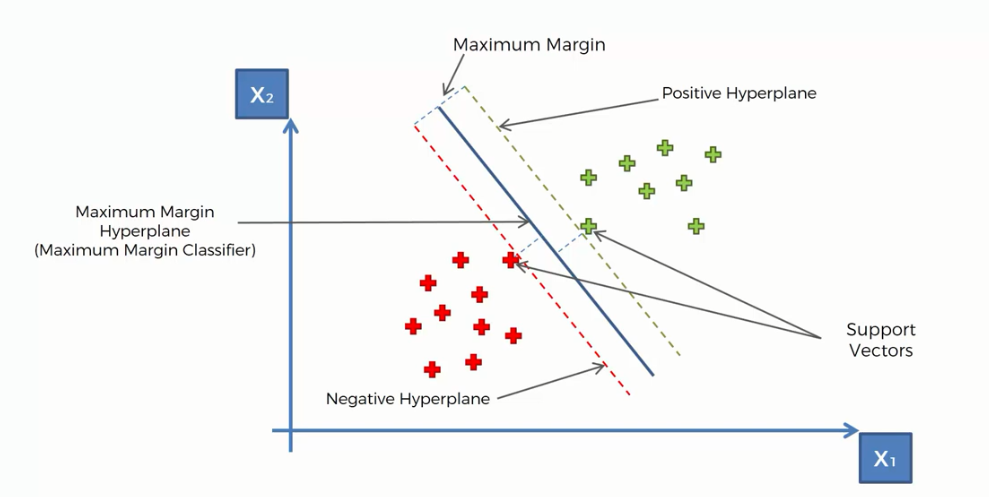 Maximum Margin
X₂
Positive Hyperplane
Maximum Margin
Hyperplane
(Maximum Margin Classifier)
Support
Vectors
Negative Hyperplane
X₁